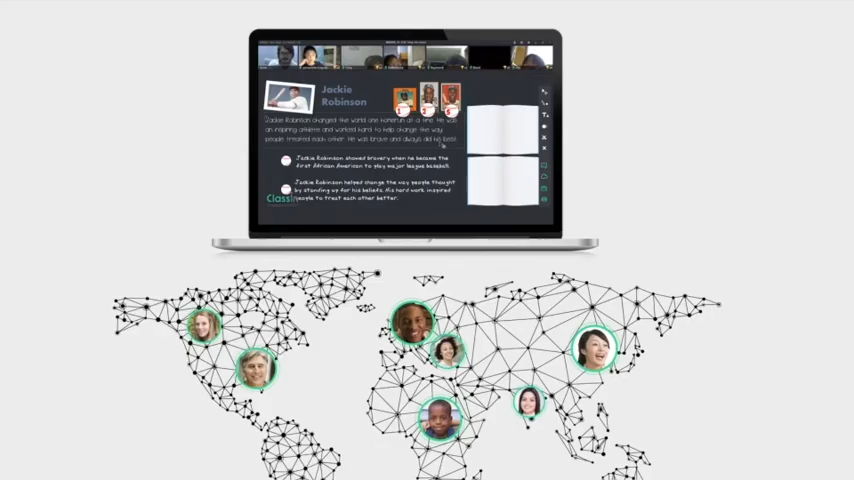 Jackie
Robinson
Jackie Robinson changed the world one homerun at a time. He was
an inspiring athlete and worked hard to help change the way
people treated each other. He was brave and always did his best.
Jackie Robinson showed bravery when he became the
first African American to play major league baseball.
Jackie Robinson helped change the way people thought
by standing up for his beliefs. His hard work inspired
people to treat each other better.
ClassIn